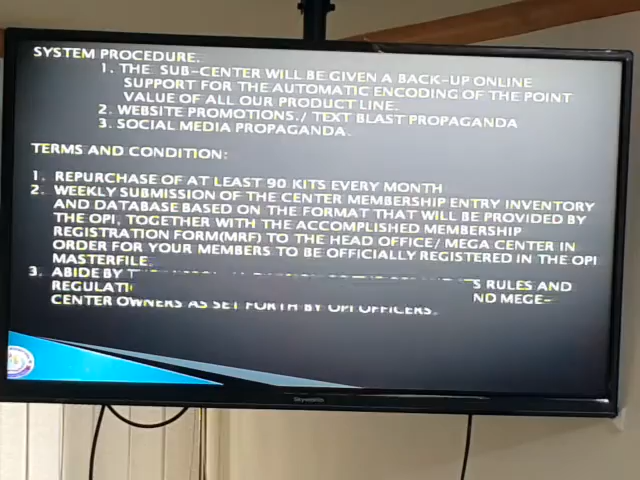 SYSTEM PROCEDURE.
1. THE SUB-CENTER WILL BE GIVEN A BACK-UP ONLINE
SUPPORT FOR THE AUTOMATIC ENCODING OF THE POINT
VALUE OF ALL OUR PRODUCT LINE.
2. WEBSITE PROMOTIONS./ TEXT BLAST PROPAGANDA
3. SOCIAL MEDIA PROPAGANDA.
TERMS AND CONDITION:
1. REPURCHASE OF AT LEAST 90 KITS EVERY MONTH
2. WEEKLY SUBMISSION OF THE CENTER MEMBERSHIP ENTRY INVENTORY
AND DATABASE BASED ON THE FORMAT THAT WILL BE PROVIDED BY
THE OPI, TOGETHER WITH THE ACCOMPLISHED MEMBERSHIP
REGISTRATION FORM(MRF) TO THE HEAD OFFICE/ MEGA CENTER IN
ORDER FOR YOUR MEMBERS TO BE OFFICIALLY REGISTERED IN THE OPI
MASTERFILE.
3. ABIDE BY RULES AND
REGULATI ND MEGE-
CENTER OWNERS AS SET FORTH BY OPI OFFICERS.
Skyworth